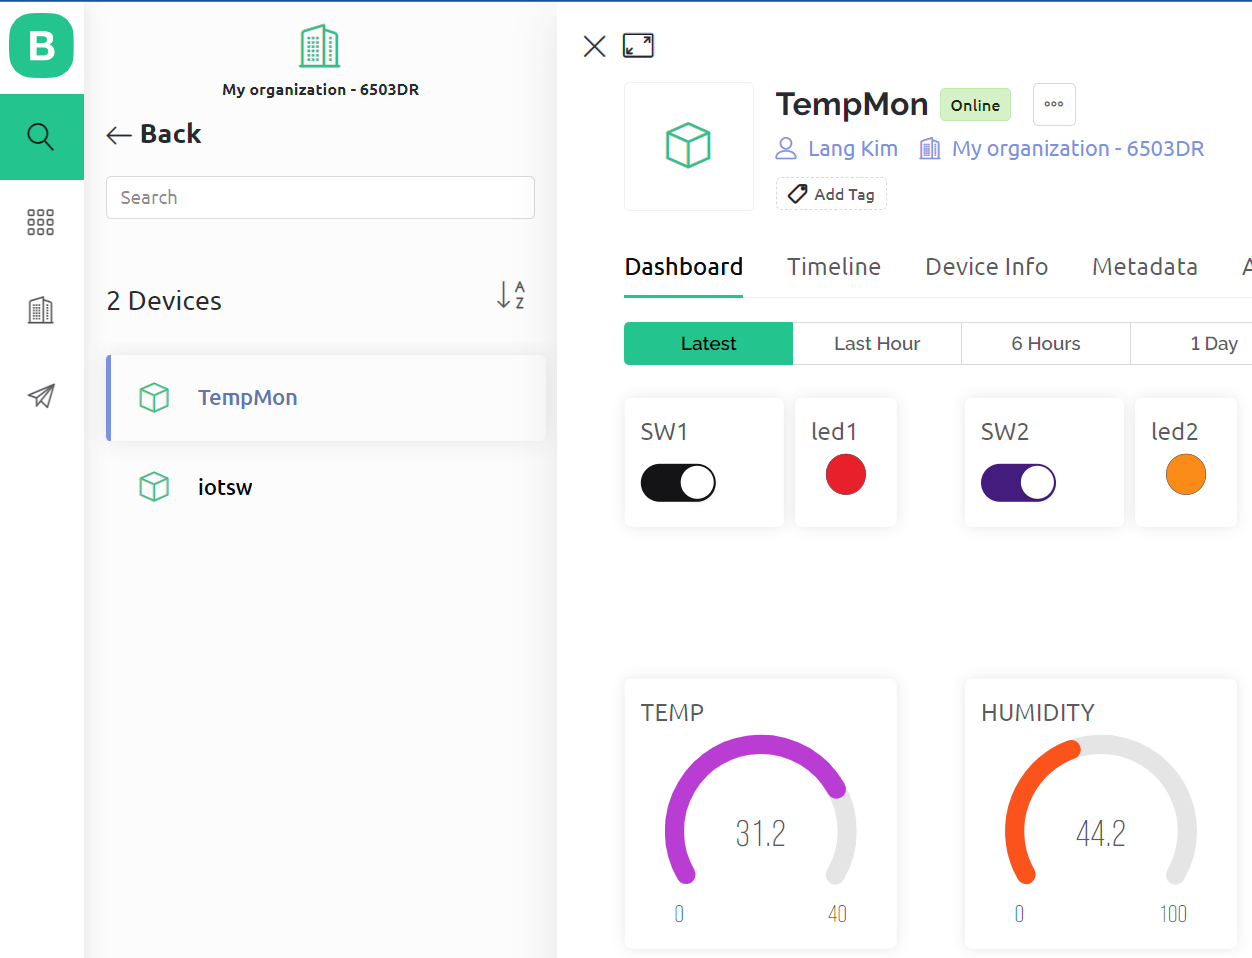 B
My organization - 6503DR
Back
Search
2 Devices
A
Z
TempMon
iotsw
TempMon
Online
Lang Kim
My organization - 6503DR
Add Tag
Dashboard Timeline Device Info Metadata A
Latest Last Hour 6 Hours 1 Day
SW1 led1 SW2 led2
TEMP
31.2
0 40
HUMIDITY
44.2
0 100